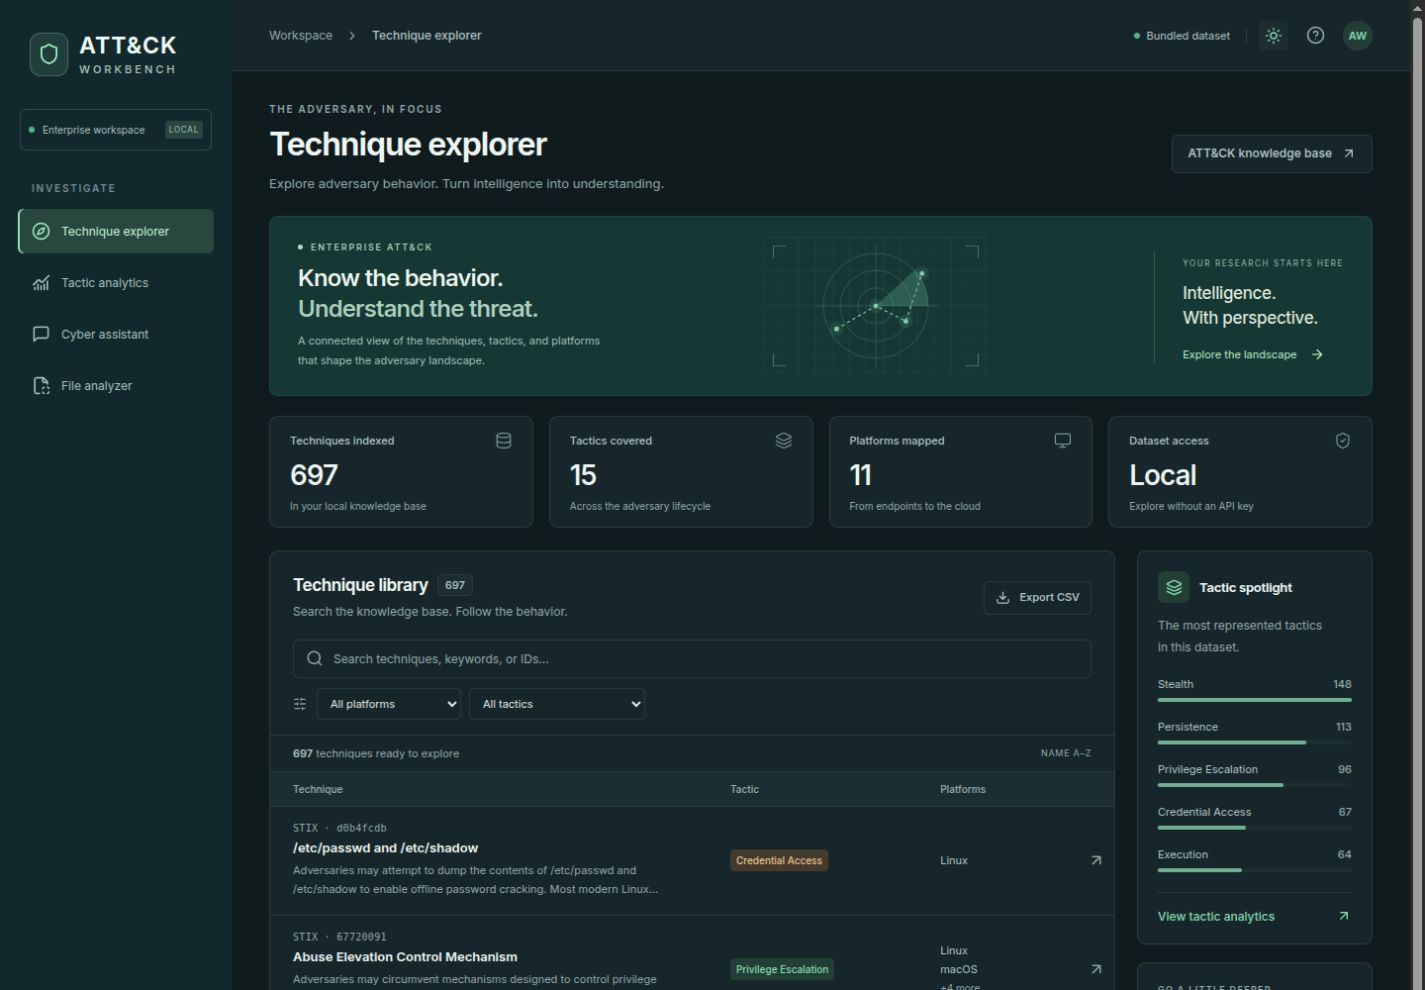 ATT&CK
WORKBENCH
Enterprise workspace LOCAL
INVESTIGATE
Technique explorer
Tactic analytics
Cyber assistant
File analyzer
Workspace > Technique explorer
Bundled dataset
AW
THE ADVERSARY, IN FOCUS
Technique explorer
Explore adversary behavior. Turn intelligence into understanding.
ATT&CK knowledge base
ENTERPRISE ATT&CK
Know the behavior.
Understand the threat.
A connected view of the techniques, tactics, and platforms
that shape the adversary landscape.
YOUR RESEARCH STARTS HERE
Intelligence.
With perspective.
Explore the landscape
Techniques indexed
697
In your local knowledge base
Tactics covered
15
Across the adversary lifecycle
Platforms mapped
11
From endpoints to the cloud
Dataset access
Local
Explore without an API key
Technique library 697
Search the knowledge base. Follow the behavior.
Export CSV
Search techniques, keywords, or IDs...
All platforms
All tactics
697 techniques ready to explore
NAME A–Z
Technique Tactic Platforms
STIX · d0b4fcdb
/etc/passwd and /etc/shadow
Adversaries may attempt to dump the contents of /etc/passwd and
/etc/shadow to enable offline password cracking. Most modern Linux...
Credential Access
Linux
STIX · 67720091
Abuse Elevation Control Mechanism
Adversaries may circumvent mechanisms designed to control privilege
Privilege Escalation
Linux
macOS
+4 more
Tactic spotlight
The most represented tactics
in this dataset.
Stealth 148
Persistence 113
Privilege Escalation 96
Credential Access 67
Execution 64
View tactic analytics
GO A LITTLE DEEPER